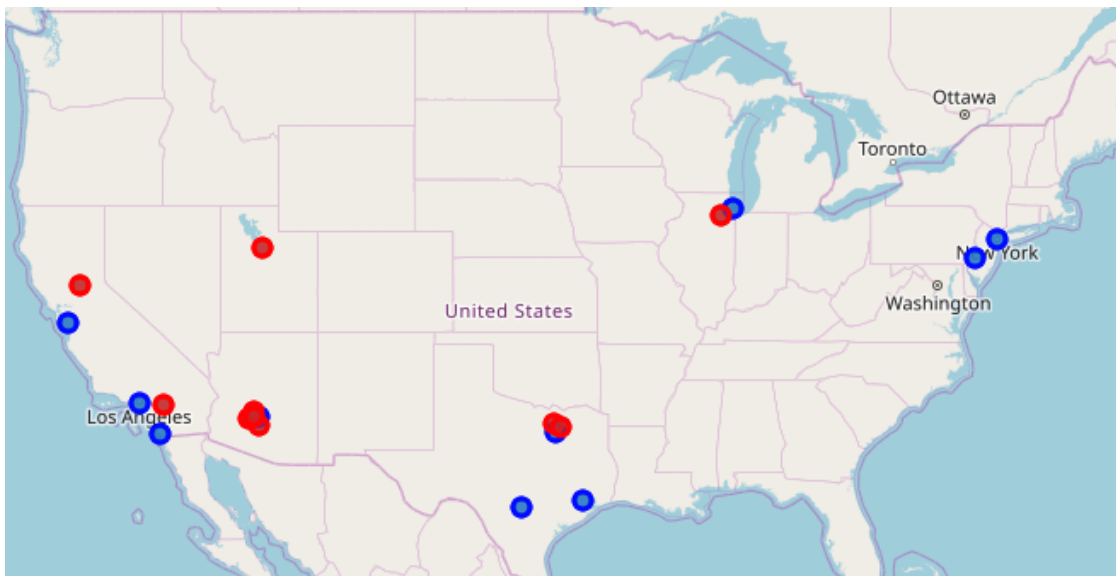 Ottawa
Toronto
New York
Washington
United States
Los Angeles